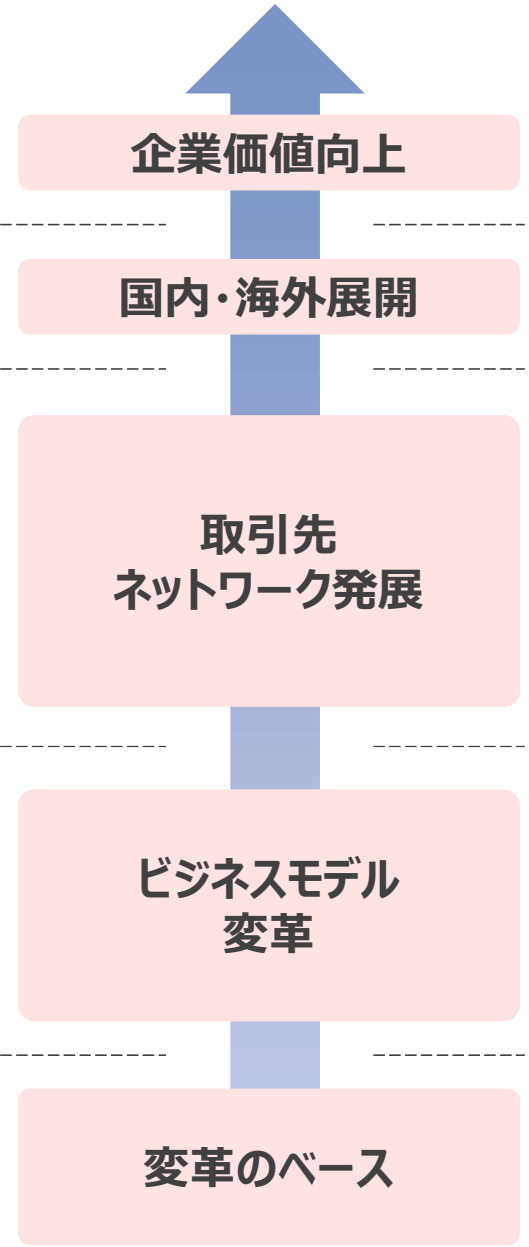 企業価値向上
国内・海外展開
取引先
ネットワーク発展
ビジネスモデル
変革
変革のベース